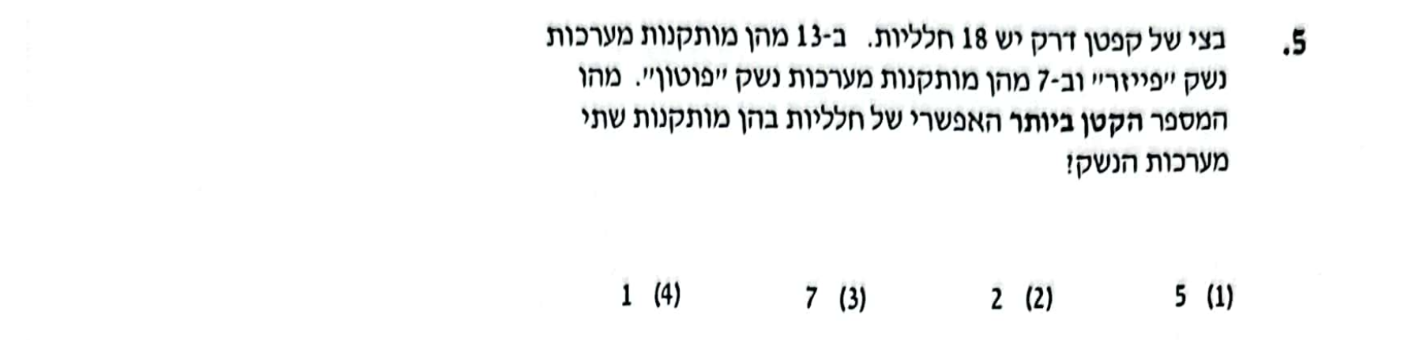 5. בצי של קפטן דרק יש 18 חלליות. ב-13 מהן מותקנות מערכות
נשק ״פייזר״ וב-7 מהן מותקנות מערכות נשק ״פוטון״. מהו
המספר הקטן ביותר האפשרי של חלליות בהן מותקנות שתי
מערכות הנשק?
(1) 5 (2) 2 (3) 7 (4) 1